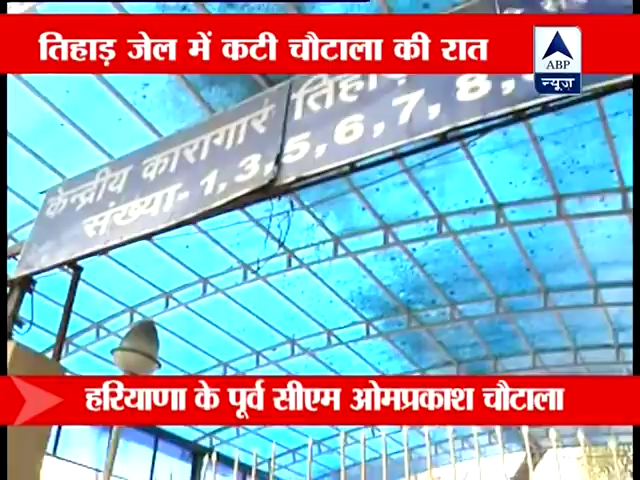 तिहाड़ जेल में कटी चौटाला की रात
ABP
न्यूज़
केन्द्रीय कारागार तिहाड़
संख्या-1,3,5,6,7,8,
हरियाणा के पूर्व सीएम ओमप्रकाश चौटाला